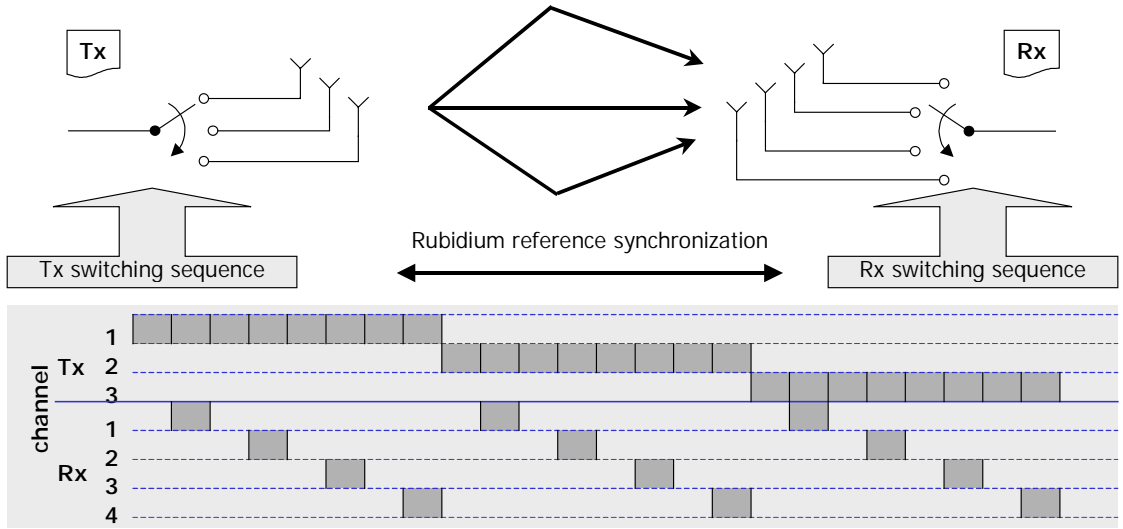 Tx
Rx
Rubidium reference synchronization
Tx switching sequence
Rx switching sequence
channel
Tx
1
2
3
Rx
1
2
3
4